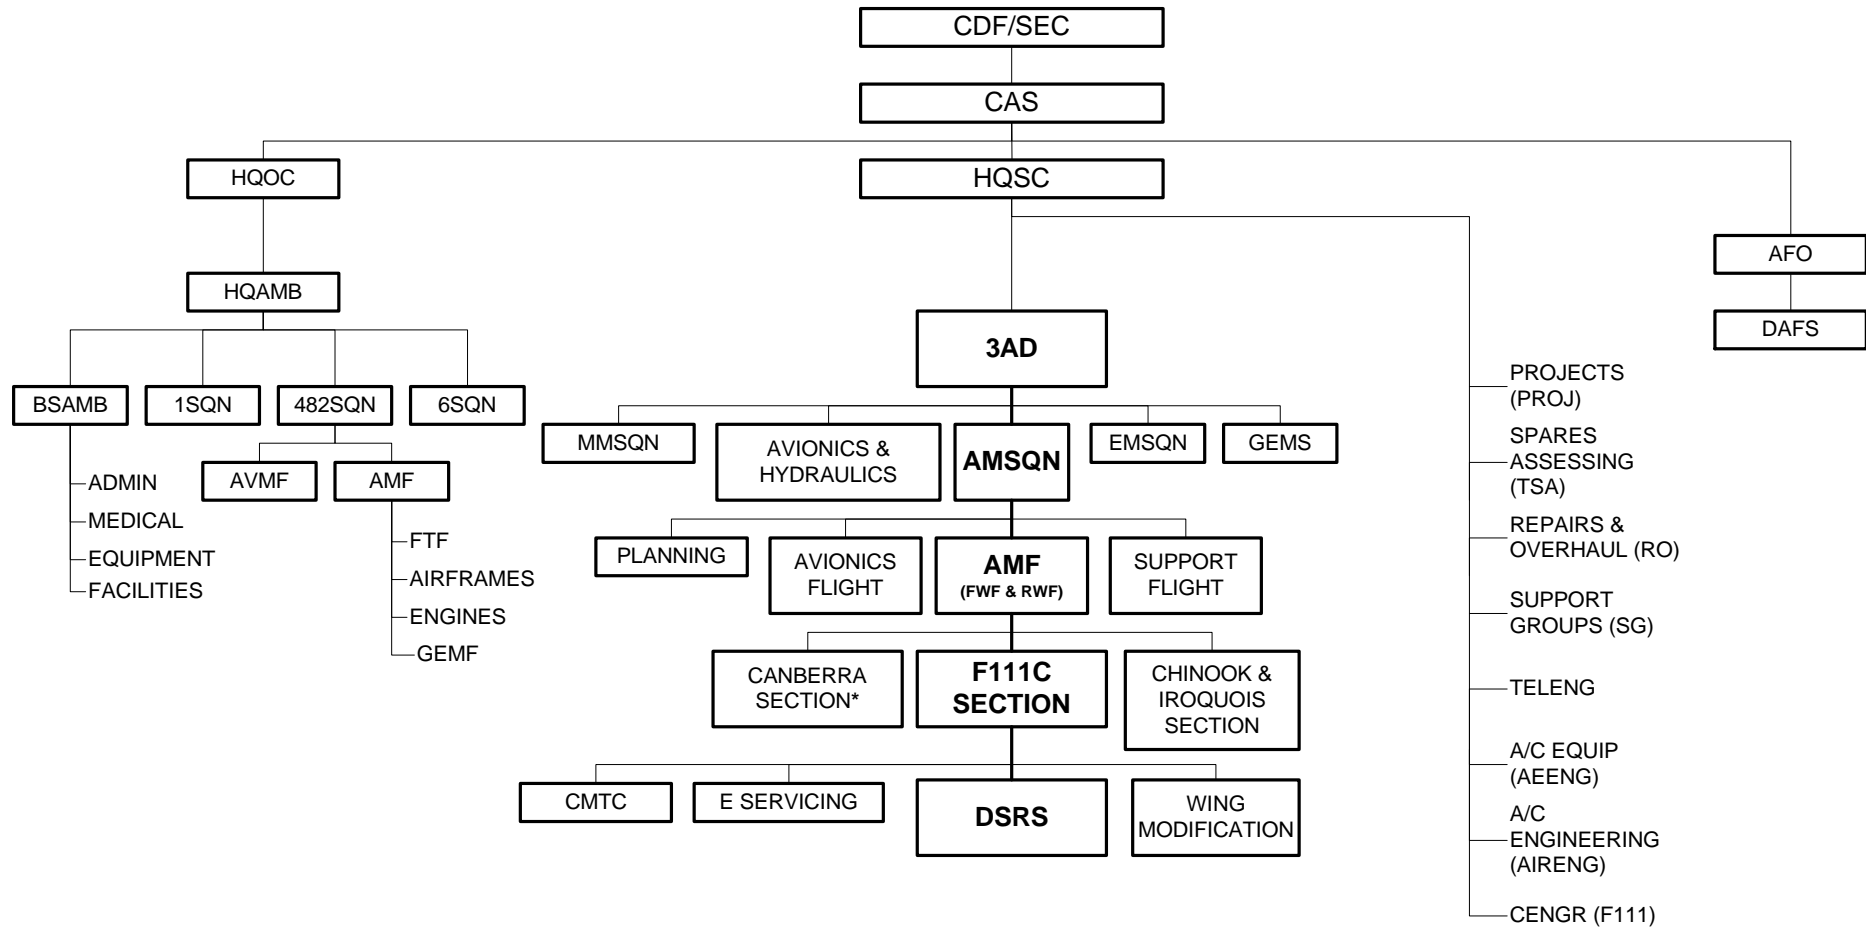 CDF/SEC
CAS
HQOC
HQSC
AFO
DAFS
HQAMB
BSAMB
1SQN
482SQN
6SQN
ADMIN
MEDICAL
EQUIPMENT
FACILITIES
AVMF
AMF
FTF
AIRFRAMES
ENGINES
GEMF
3AD
MMSQN
AVIONICS &
HYDRAULICS
AMSQN
EMSQN
GEMS
PLANNING
AVIONICS
FLIGHT
AMF
(FWF & RWF)
SUPPORT
FLIGHT
CANBERRA
SECTION*
F111C
SECTION
CHINOOK &
IROQUOIS
SECTION
CMTC
E SERVICING
DSRS
WING
MODIFICATION
PROJECTS
(PROJ)
SPARES
ASSESSING
(TSA)
REPAIRS &
OVERHAUL (RO)
SUPPORT
GROUPS (SG)
TELENG
A/C EQUIP
(AEENG)
A/C
ENGINEERING
(AIRENG)
CENGR (F111)